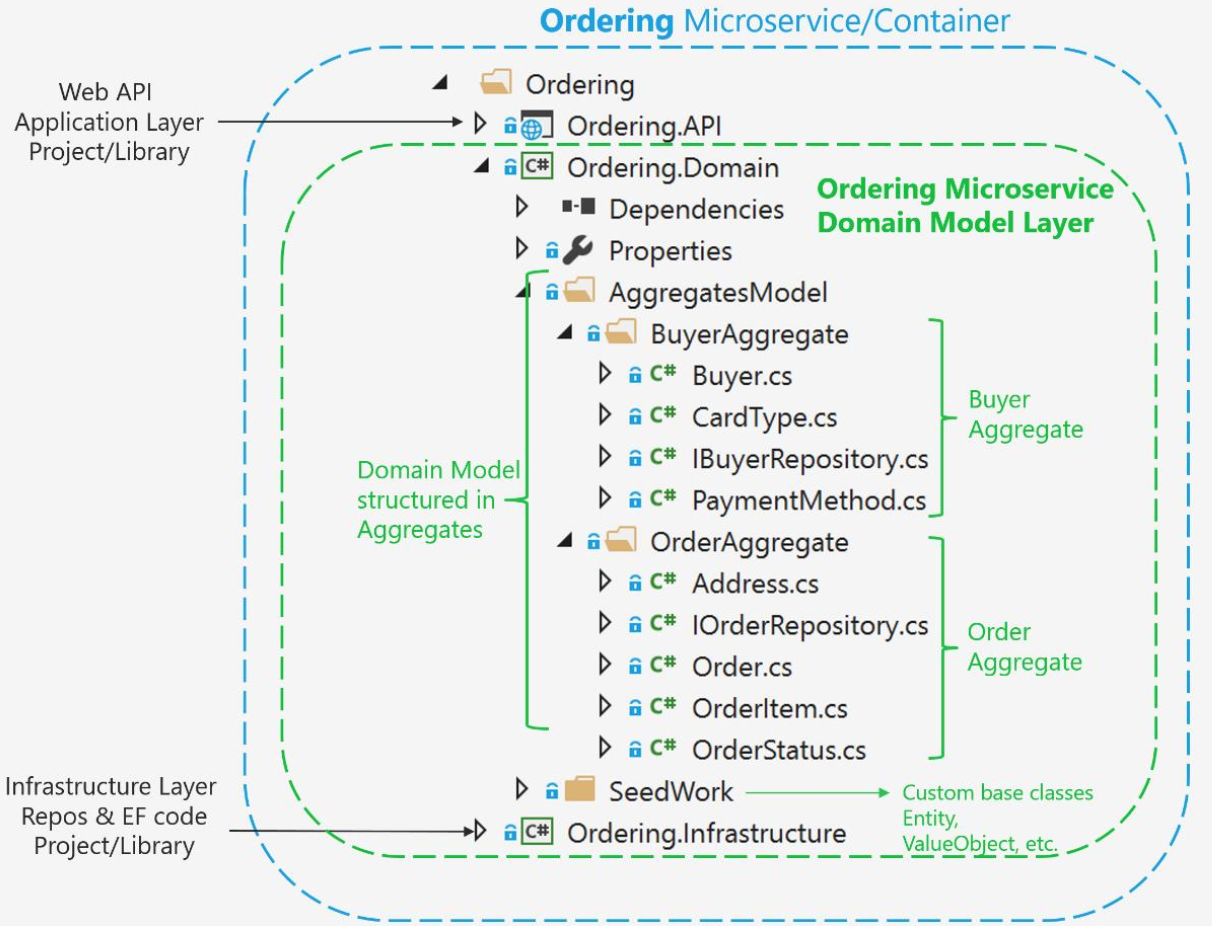 Ordering Microservice/Container
Ordering
Web API
Application Layer
Project/Library
Ordering.API
C# Ordering.Domain
Ordering Microservice
Domain Model Layer
Dependencies
Properties
AggregatesModel
BuyerAggregate
C# Buyer.cs
C# CardType.cs
C# IBuyerRepository.cs
C# PaymentMethod.cs
Buyer
Aggregate
Domain Model
structured in
Aggregates
OrderAggregate
C# Address.cs
C# IOrderRepository.cs
C# Order.cs
C# OrderItem.cs
C# OrderStatus.cs
Order
Aggregate
SeedWork
Custom base classes
Entity,
ValueObject, etc.
Infrastructure Layer
Repos & EF code
Project/Library
C# Ordering.Infrastructure